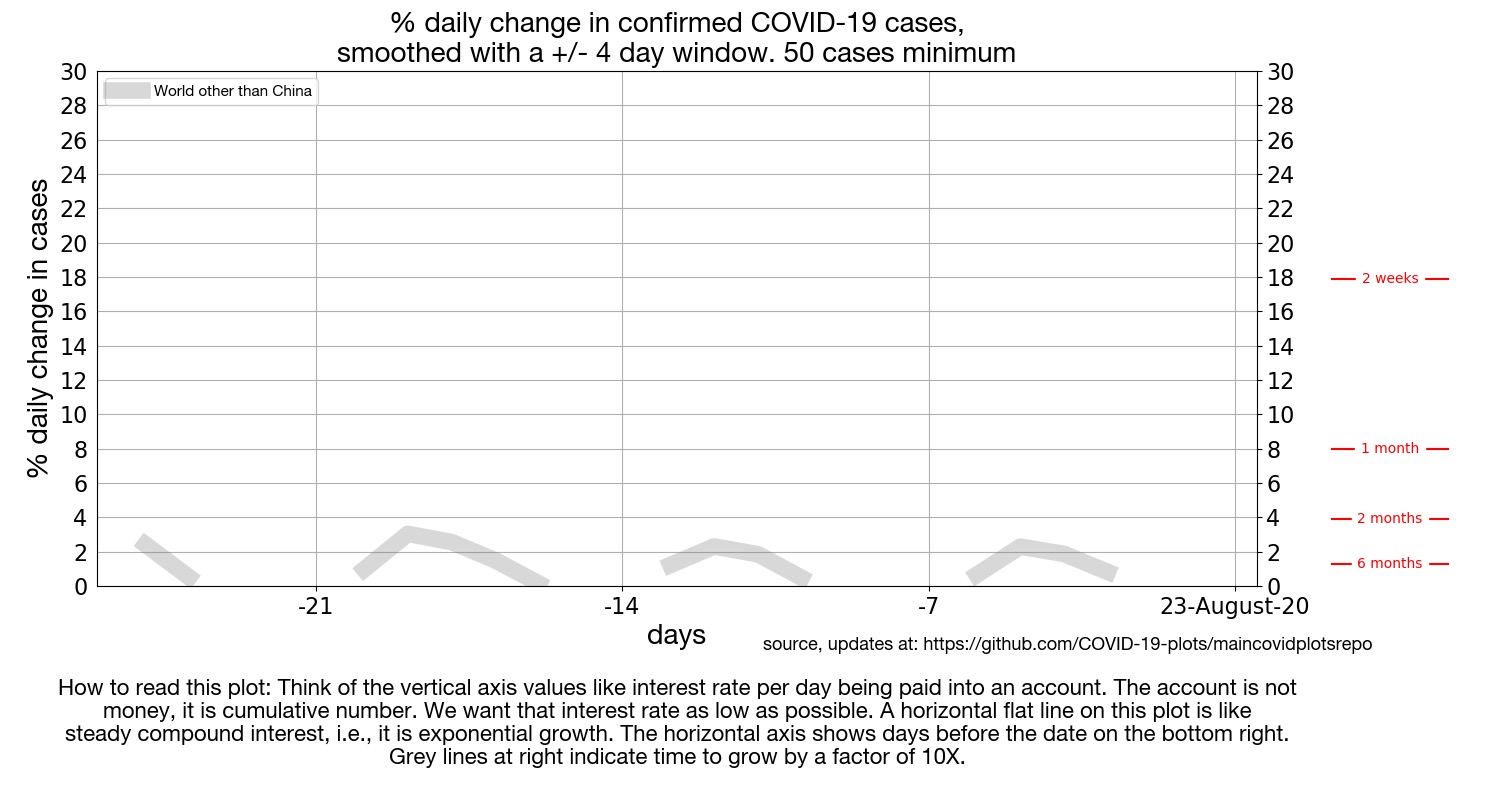 % daily change in confirmed COVID-19 cases,
smoothed with a +/- 4 day window. 50 cases minimum
World other than China
% daily change in cases
30
28
26
24
22
20
18
16
14
12
10
8
6
4
2
0
30
28
26
24
22
20
18
16
14
12
10
8
6
4
2
0
2 weeks
1 month
2 months
6 months
-21
-14
-7
23-August-20
days
source, updates at: https://github.com/COVID-19-plots/maincovidplotsrepo
How to read this plot: Think of the vertical axis values like interest rate per day being paid into an account. The account is not
money, it is cumulative number. We want that interest rate as low as possible. A horizontal flat line on this plot is like
steady compound interest, i.e., it is exponential growth. The horizontal axis shows days before the date on the bottom right.
Grey lines at right indicate time to grow by a factor of 10X.